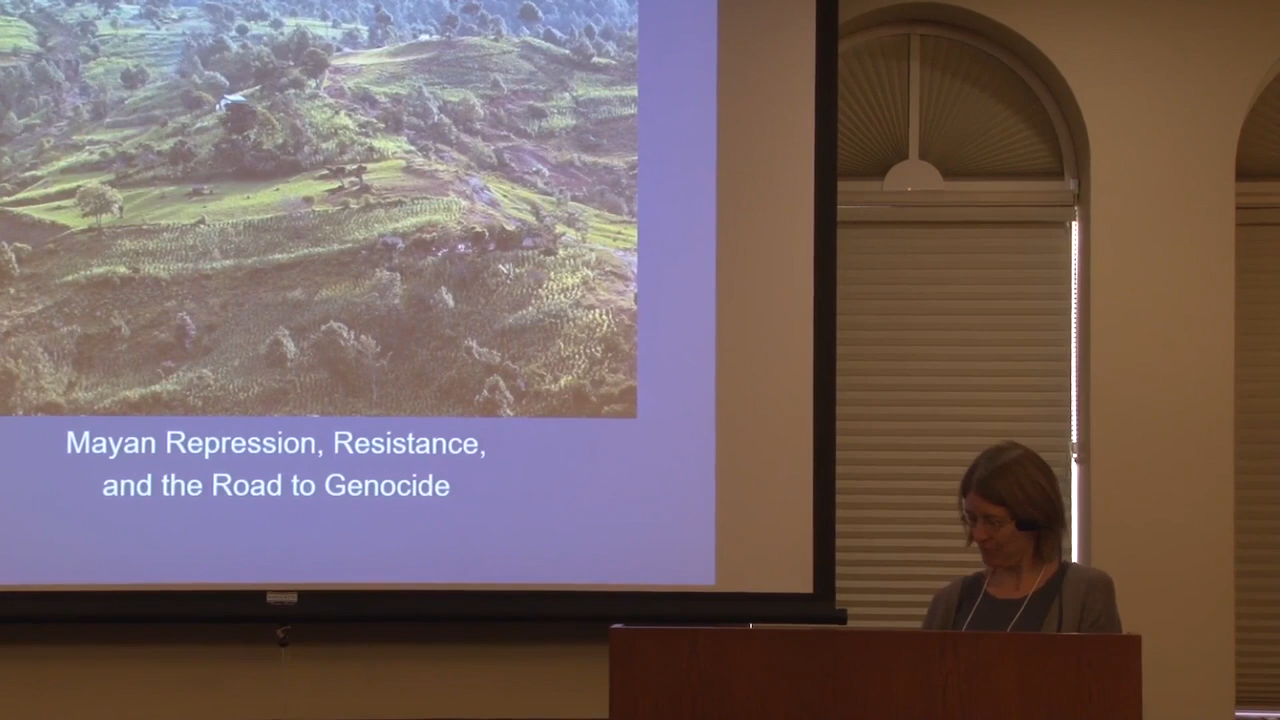 Mayan Repression, Resistance,
and the Road to Genocide